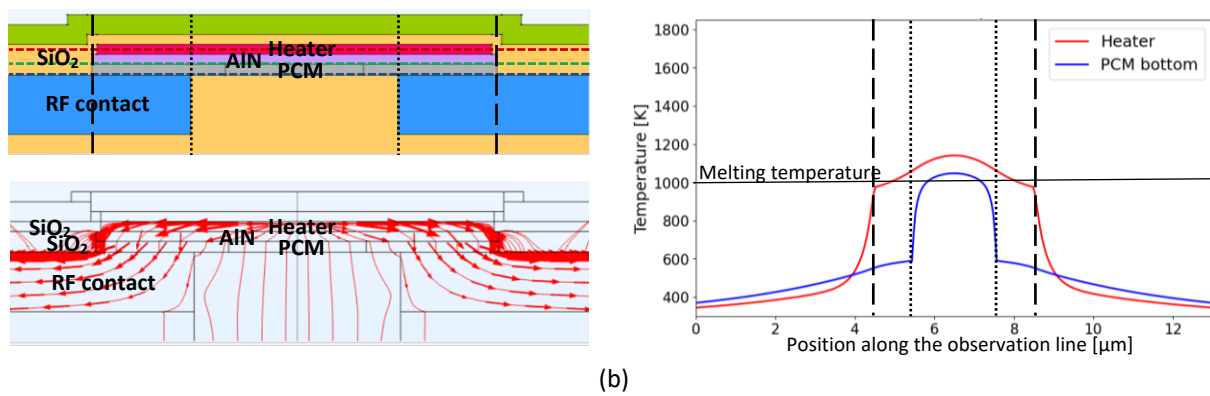 SiO2
Heater
AlN
PCM
RF contact
SiO2
SiO2
Heater
AlN
PCM
RF contact
1800
1600
1400
1200
1000
800
600
400
Temperature [K]
Heater
PCM bottom
Melting temperature
0 2 4 6 8 10 12
Position along the observation line [μm]
(b)